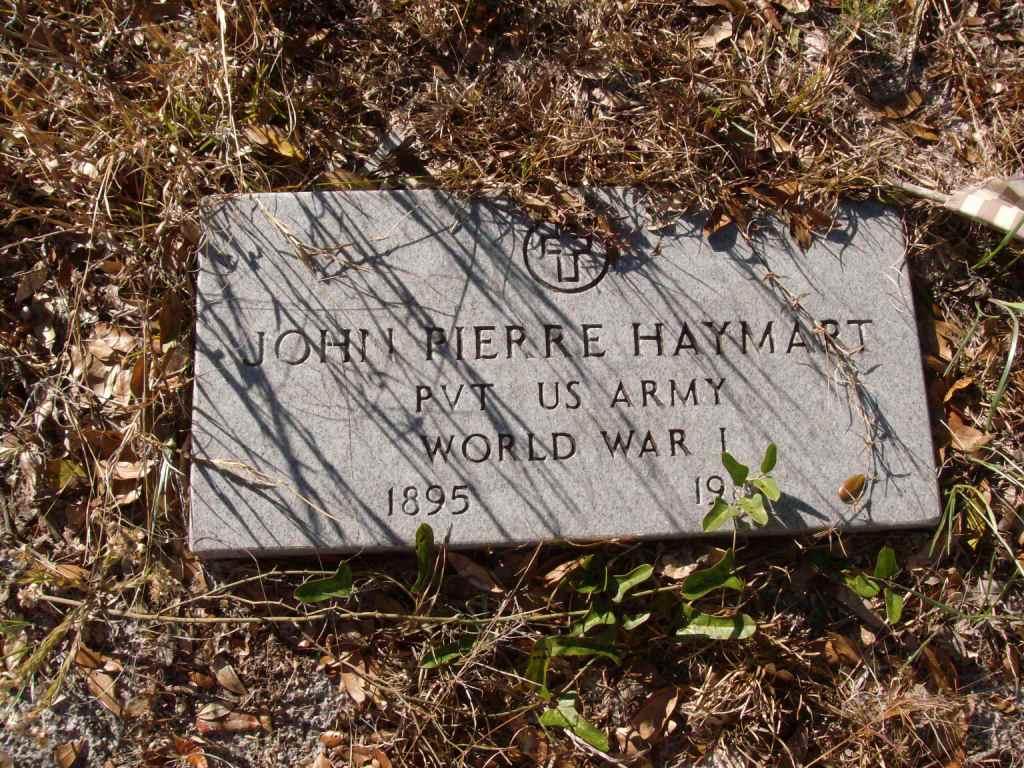 JOHN PIERRE HAYMART
PVT US ARMY
WORLD WAR I
1895